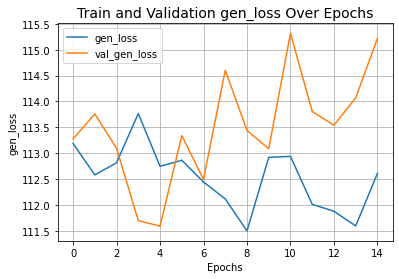 Train and Validation gen_loss Over Epochs
gen_loss
val_gen_loss
115.5
115.0
114.5
114.0
113.5
113.0
112.5
112.0
111.5
gen_loss
0 2 4 6 8 10 12 14
Epochs